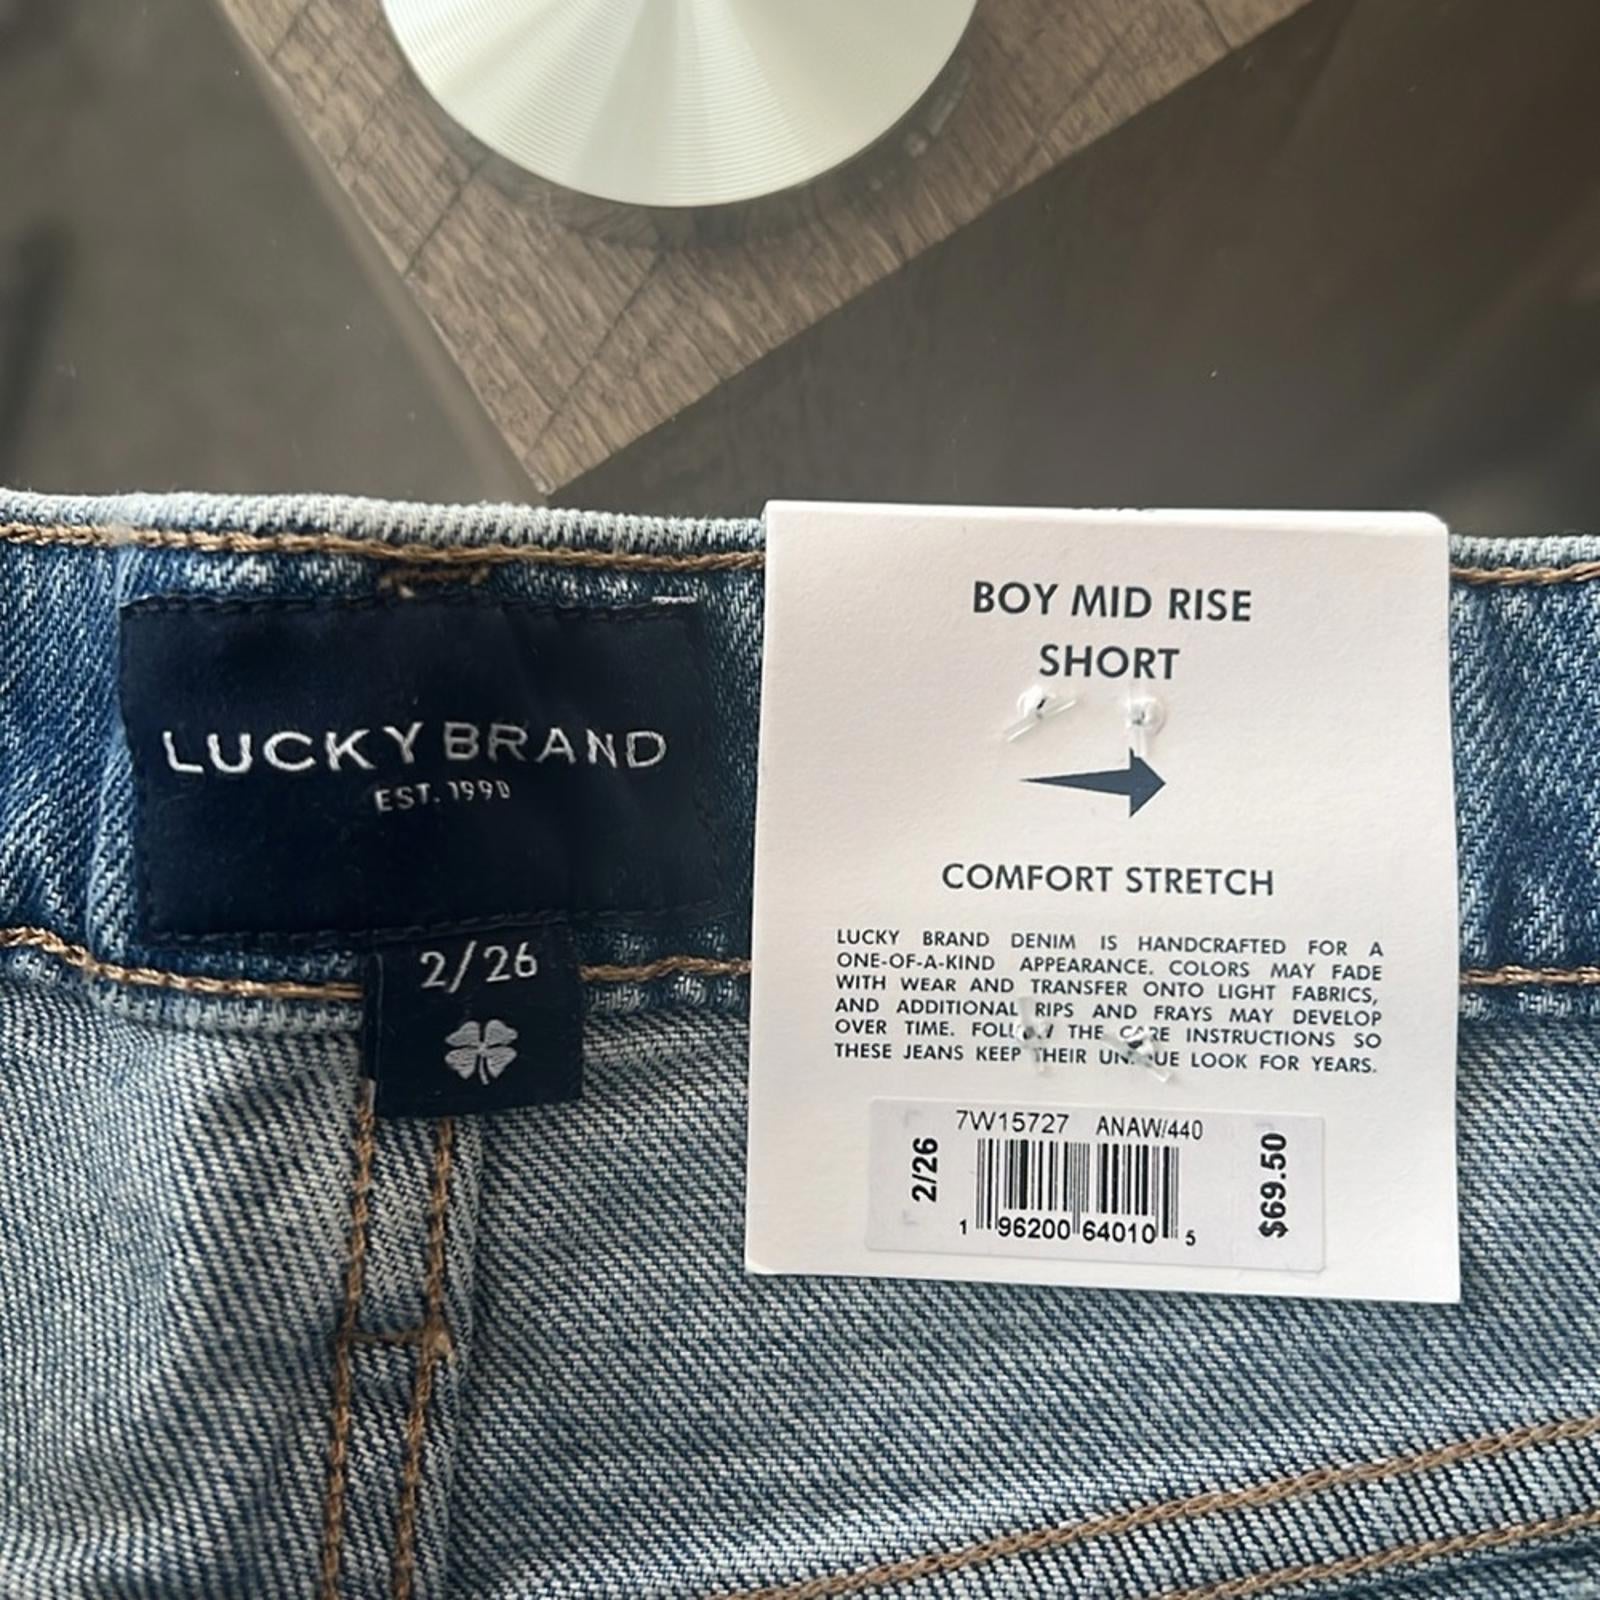 LUCKY BRAND
EST. 1990
2/26
BOY MID RISE
SHORT
COMFORT STRETCH
LUCKY BRAND DENIM IS HANDCRAFTED FOR A
ONE-OF-A-KIND APPEARANCE. COLORS MAY FADE
WITH WEAR AND TRANSFER ONTO LIGHT FABRICS,
AND ADDITIONAL RIPS AND FRAYS MAY DEVELOP
OVER TIME. FOLLOW THE CARE INSTRUCTIONS SO
THESE JEANS KEEP THEIR UNIQUE LOOK FOR YEARS.
7W15727 ANAW/440
2/26
1 96200 64010 5
$69.50